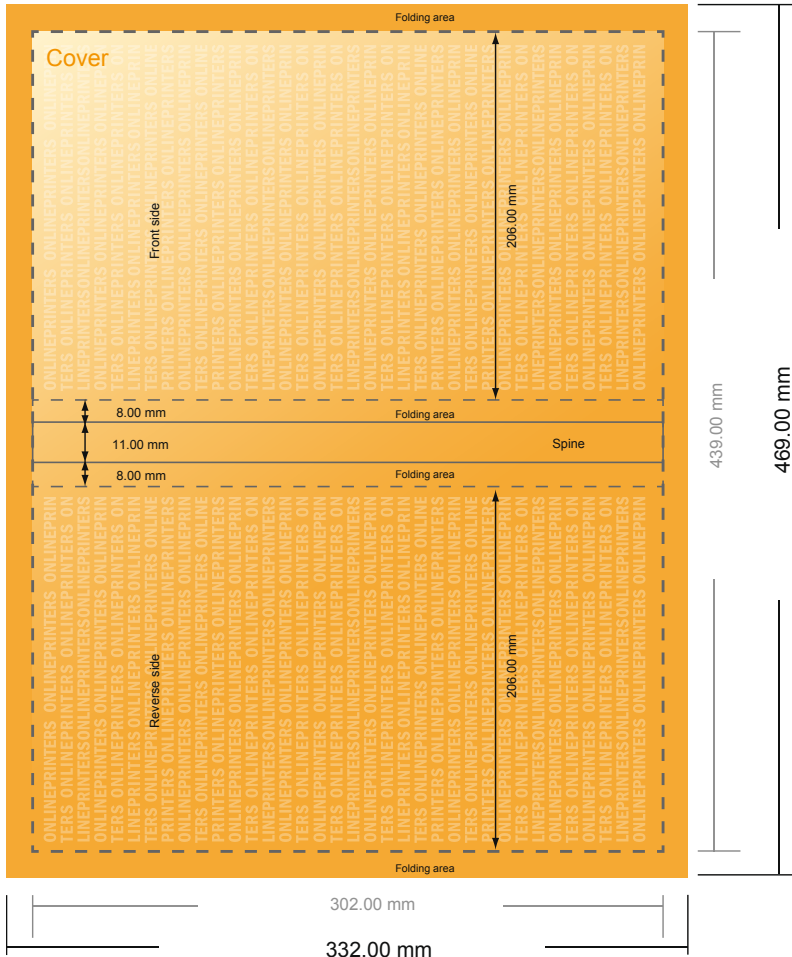 Folding area
Cover
Front side
206.00 mm
8.00 mm
Folding area
11.00 mm
Spine
8.00 mm
Folding area
Reverse side
206.00 mm
Folding area
439.00 mm
469.00 mm
302.00 mm
332.00 mm